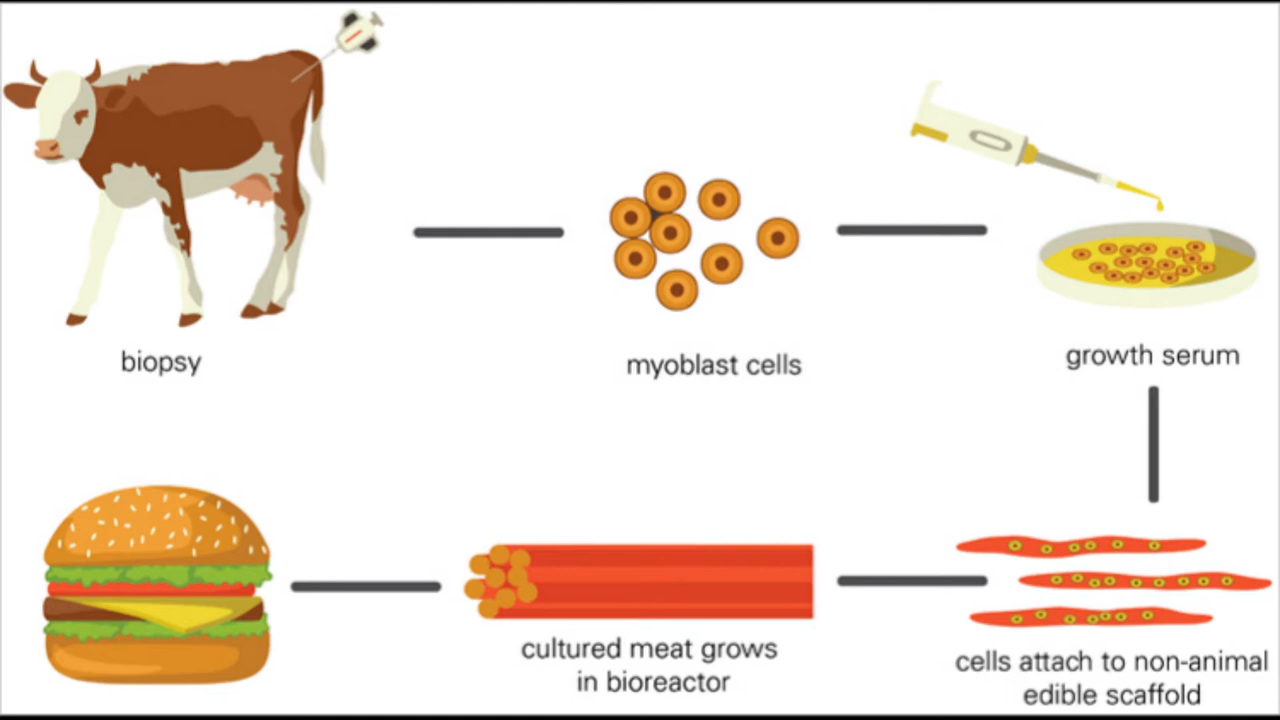 biopsy
myoblast cells
growth serum
cultured meat grows
in bioreactor
cells attach to non-animal
edible scaffold